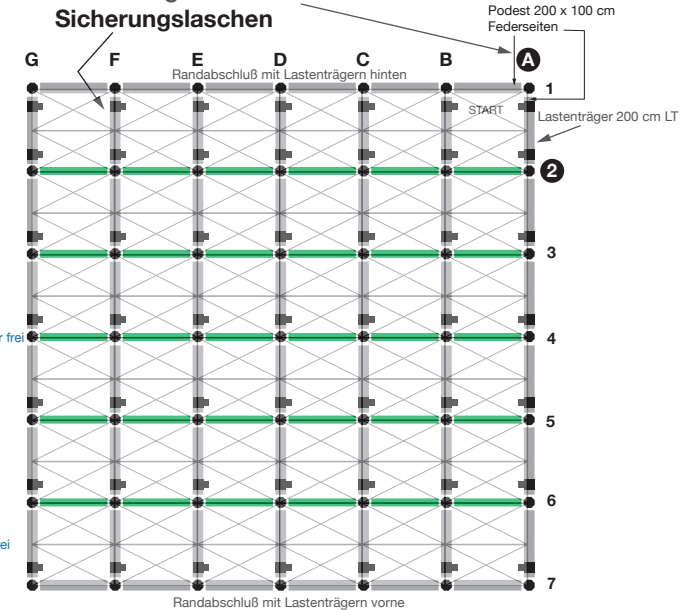 Sicherungslaschen
Podest 200 x 100 cm
Federseiten
G F E D C B A
Randabschluß mit Lastenträgern hinten
1
START
Lastenträger 200 cm LT
2
3
frei
4
5
6
7
Randabschluß mit Lastenträgern vorne